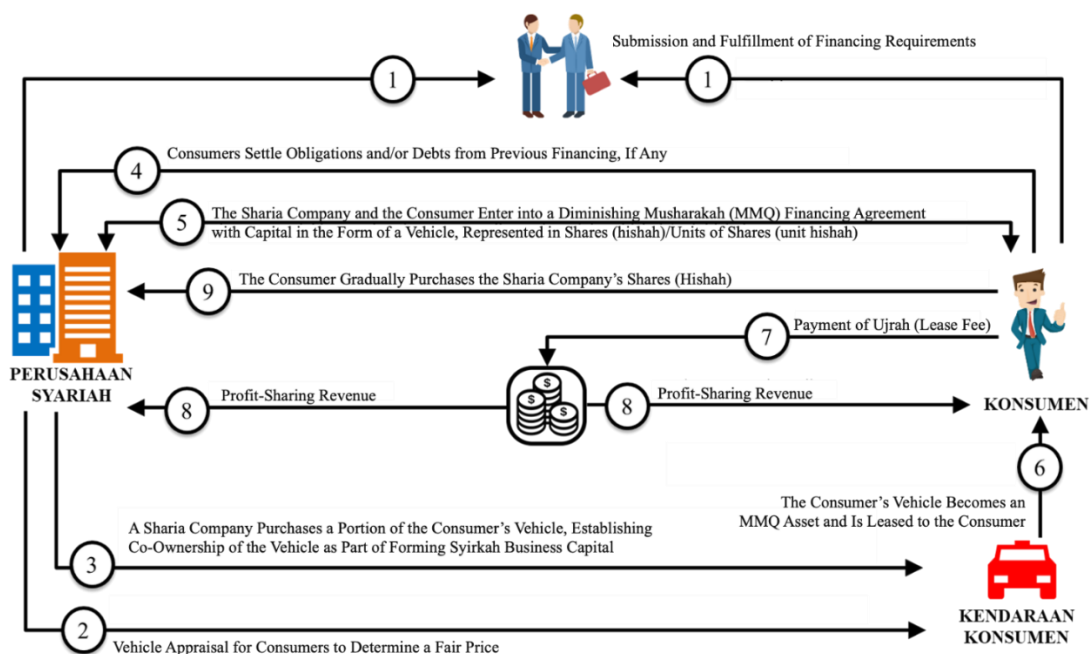 Submission and Fulfillment of Financing Requirements
1
1
4
Consumers Settle Obligations and/or Debts from Previous Financing, If Any
5
The Sharia Company and the Consumer Enter into a Diminishing Musharakah (MMQ) Financing Agreement
with Capital in the Form of a Vehicle, Represented in Shares (hishah)/Units of Shares (unit hishah)
9
The Consumer Gradually Purchases the Sharia Company's Shares (Hishah)
7
Payment of Ujrah (Lease Fee)
PERUSAHAAN
SYARIAH
8
Profit-Sharing Revenue
$
$
$
8
Profit-Sharing Revenue
KONSUMEN
6
The Consumer's Vehicle Becomes an
MMQ Asset and Is Leased to the Consumer
3
A Sharia Company Purchases a Portion of the Consumer's Vehicle, Establishing
Co-Ownership of the Vehicle as Part of Forming Syirkah Business Capital
KENDARAAN
KONSUMEN
2
Vehicle Appraisal for Consumers to Determine a Fair Price